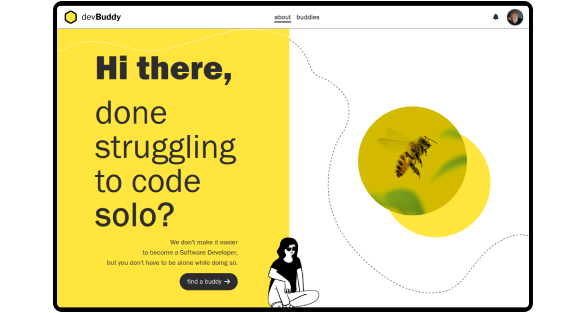 devBuddy
about buddies
Hi there,
done
struggling
to code
solo?
We don't make it easier
to become a Software Developer,
but you don't have to be alone while doing so.
find a buddy